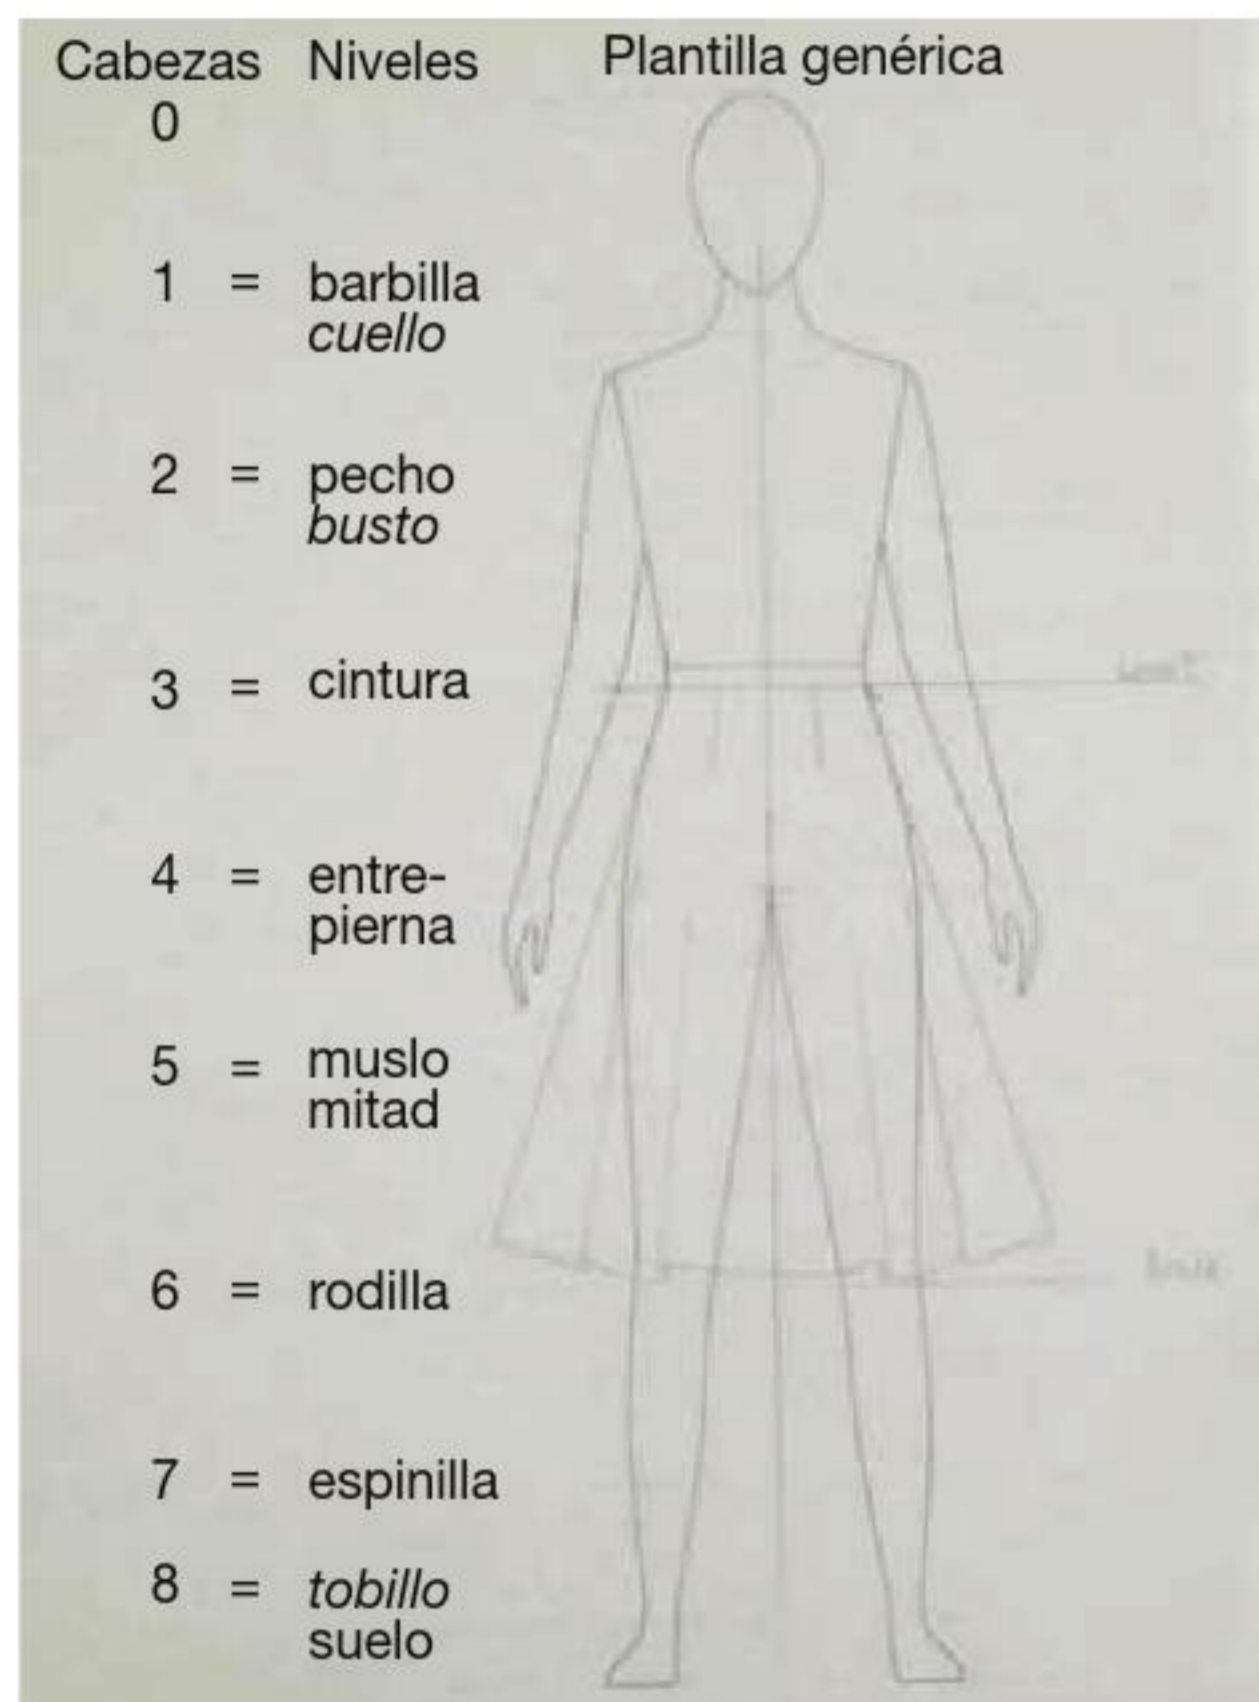 Cabezas Niveles Plantilla genérica
0
1 = barbilla
cuello
2 = pecho
busto
3 = cintura
4 = entre-
pierna
5 = muslo
mitad
6 = rodilla
7 = espinilla
8 = tobillo
suelo